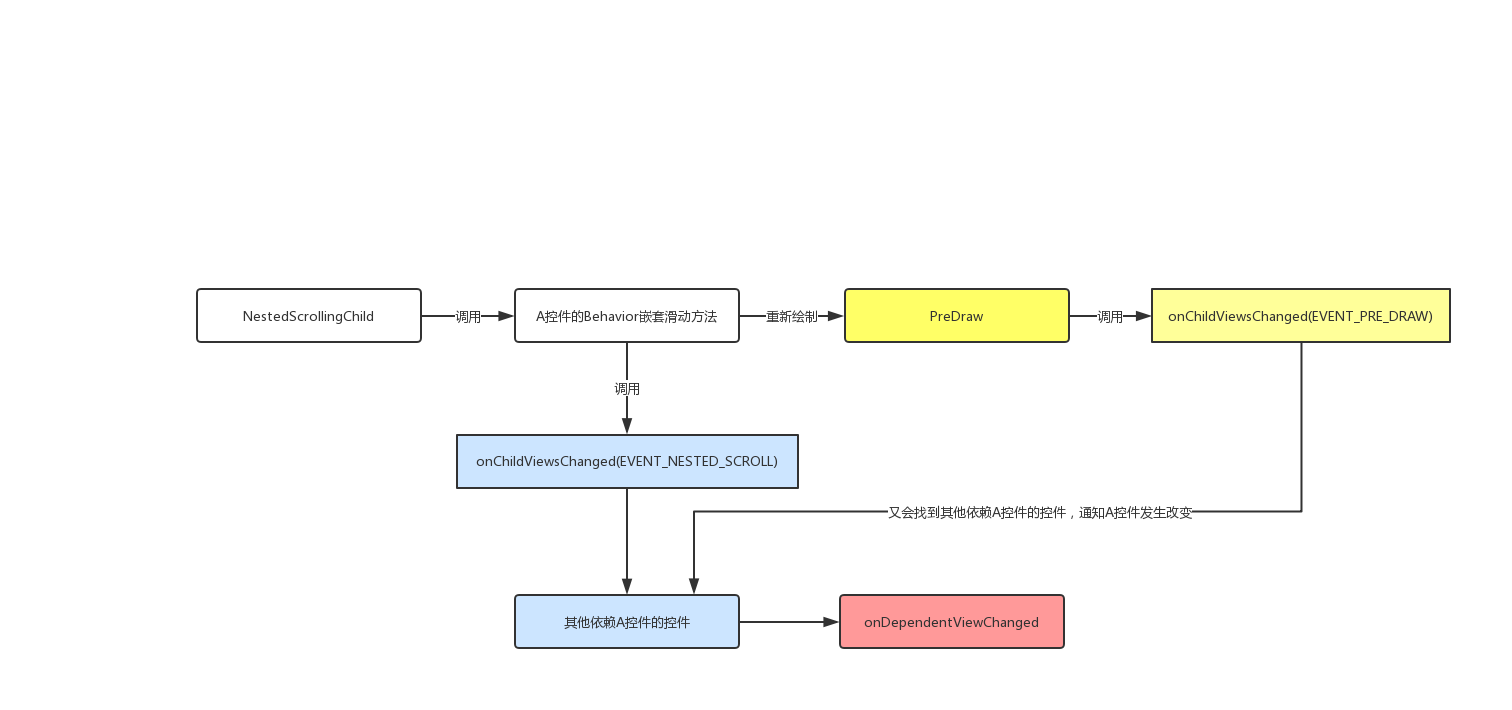 NestedScrollingChild
调用
A控件的Behavior嵌套滑动方法
重新绘制
PreDraw
调用
onChildViewsChanged(EVENT_PRE_DRAW)
调用
onChildViewsChanged(EVENT_NESTED_SCROLL)
又会找到其他依赖A控件的控件，通知A控件发生改变
其他依赖A控件的控件
onDependentViewChanged